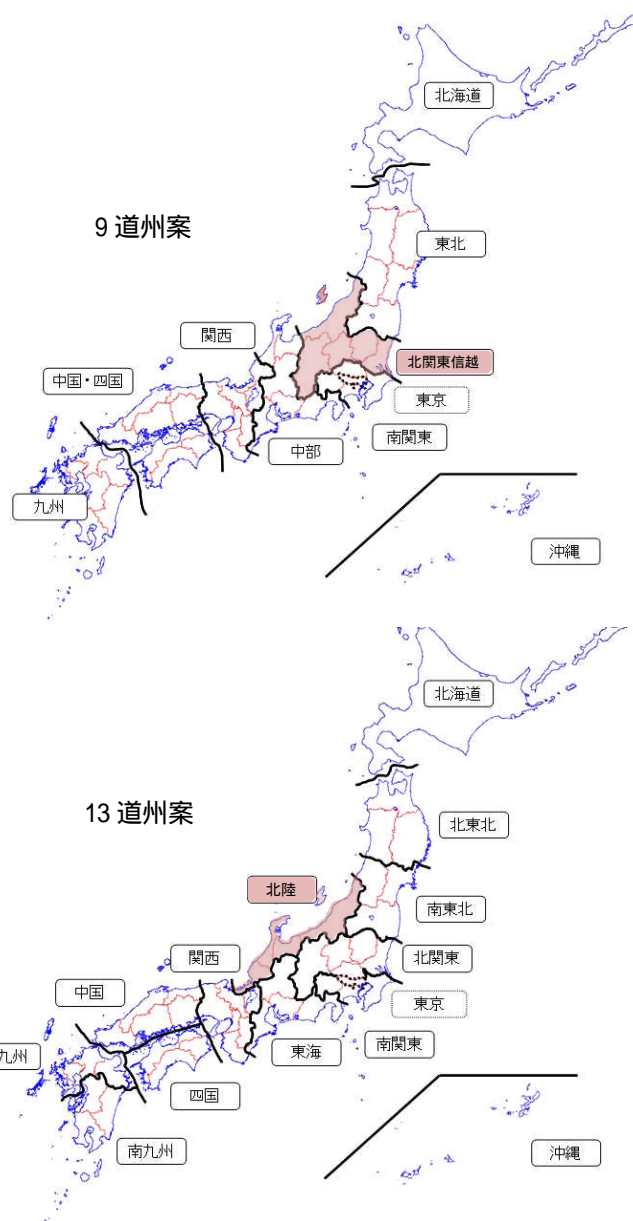 北海道
9 道州案
東北
関西
北関東信越
中国・四国
東京
南関東
中部
九州
沖縄
北海道
13 道州案
北東北
北陸
南東北
北関東
関西
中国
東京
南関東
東海
九州
四国
南九州
沖縄